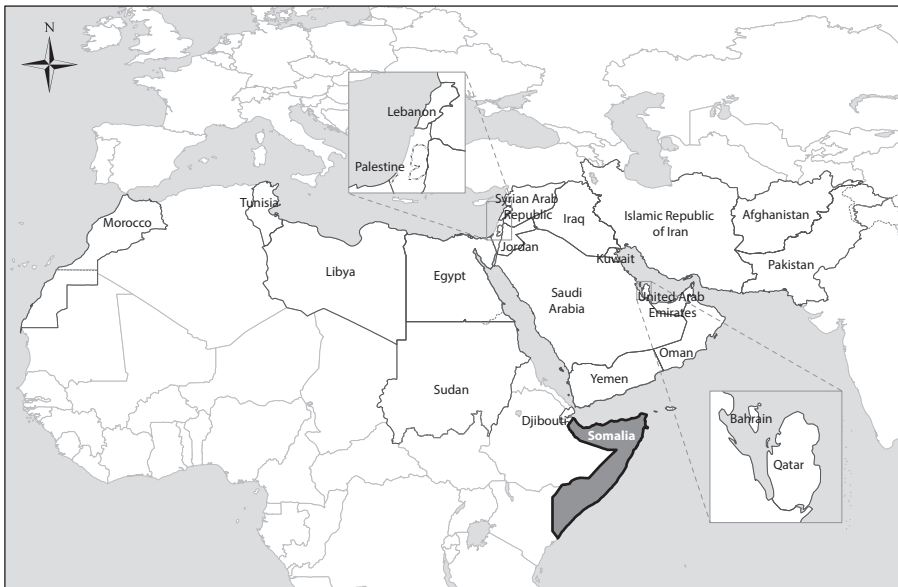 N
Lebanon
Palestine
Tunisia
Morocco
Syrian Arab
Republic
Iraq
Islamic Republic
of Iran
Afghanistan
Jordan
Kuwait
Pakistan
Libya
Egypt
Saudi
Arabia
United Arab
Emirates
Oman
Yemen
Sudan
Djibouti
Somalia
Bahrain
Qatar